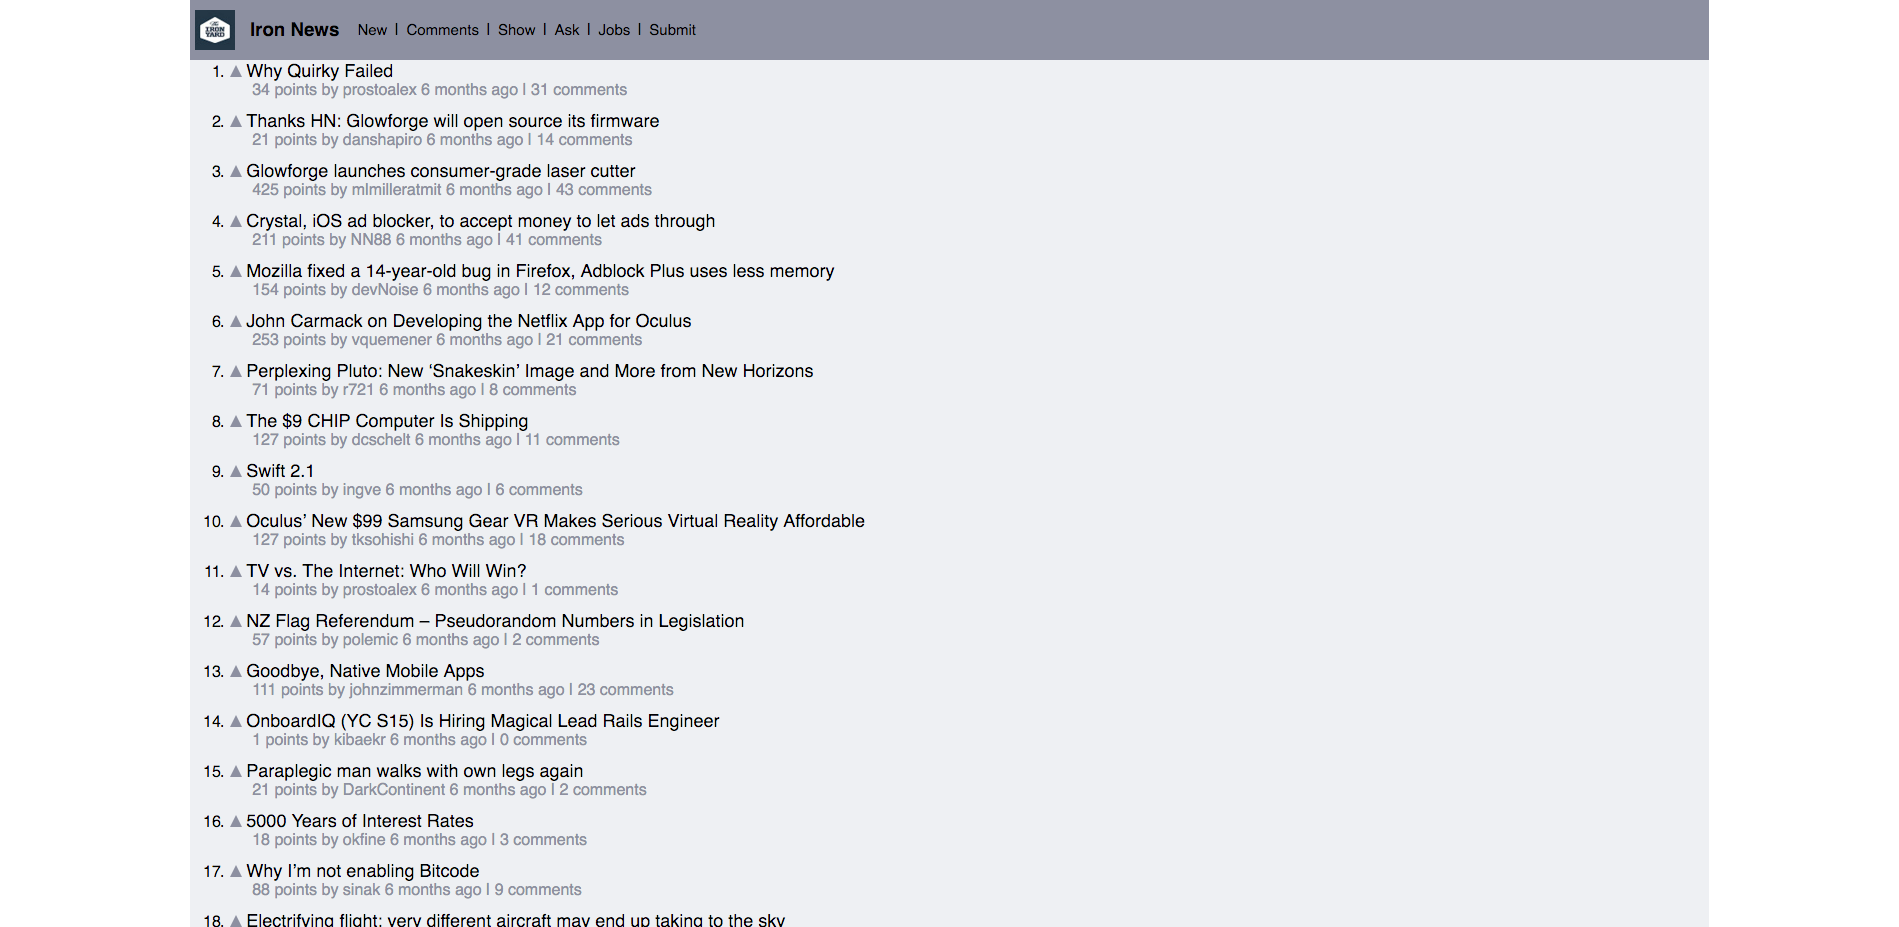 THE IRON YARD
Iron News New | Comments | Show | Ask | Jobs | Submit
1. ▲ Why Quirky Failed
34 points by prostoalex 6 months ago | 31 comments
2. ▲ Thanks HN: Glowforge will open source its firmware
21 points by danshapiro 6 months ago | 14 comments
3. ▲ Glowforge launches consumer-grade laser cutter
425 points by mlmilleratmit 6 months ago | 43 comments
4. ▲ Crystal, iOS ad blocker, to accept money to let ads through
211 points by NN88 6 months ago | 41 comments
5. ▲ Mozilla fixed a 14-year-old bug in Firefox, Adblock Plus uses less memory
154 points by devNoise 6 months ago | 12 comments
6. ▲ John Carmack on Developing the Netflix App for Oculus
253 points by vquemener 6 months ago | 21 comments
7. ▲ Perplexing Pluto: New ‘Snakeskin’ Image and More from New Horizons
71 points by r721 6 months ago | 8 comments
8. ▲ The $9 CHIP Computer Is Shipping
127 points by dcschelt 6 months ago | 11 comments
9. ▲ Swift 2.1
50 points by ingve 6 months ago | 6 comments
10. ▲ Oculus’ New $99 Samsung Gear VR Makes Serious Virtual Reality Affordable
127 points by tksohishi 6 months ago | 18 comments
11. ▲ TV vs. The Internet: Who Will Win?
14 points by prostoalex 6 months ago | 1 comments
12. ▲ NZ Flag Referendum – Pseudorandom Numbers in Legislation
57 points by polemic 6 months ago | 2 comments
13. ▲ Goodbye, Native Mobile Apps
111 points by johnzimmerman 6 months ago | 23 comments
14. ▲ OnboardIQ (YC S15) Is Hiring Magical Lead Rails Engineer
1 points by kibaekr 6 months ago | 0 comments
15. ▲ Paraplegic man walks with own legs again
21 points by DarkContinent 6 months ago | 2 comments
16. ▲ 5000 Years of Interest Rates
18 points by okfine 6 months ago | 3 comments
17. ▲ Why I’m not enabling Bitcode
88 points by sinak 6 months ago | 9 comments
18. ▲ Electrifying flight: very different aircraft may end up taking to the sky